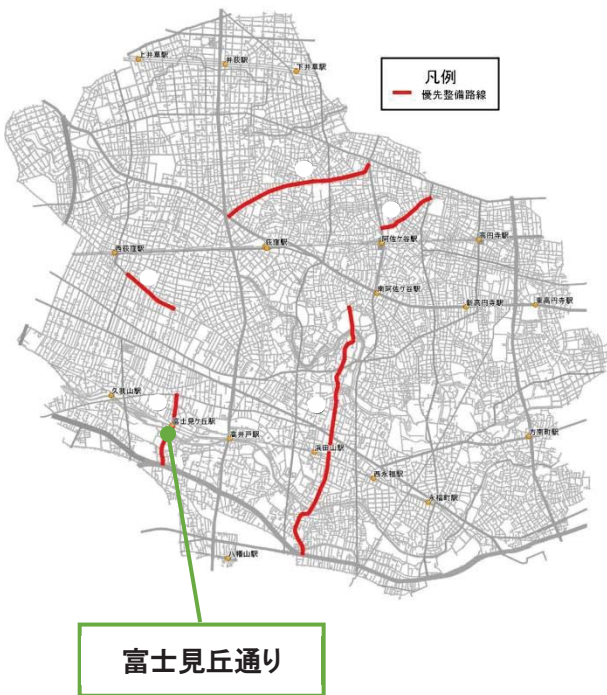 上井草駅
井荻駅
下井草駅
凡例
優先整備路線
西荻窪駅
荻窪駅
阿佐ケ谷駅
高円寺駅
南阿佐ケ谷駅
新高円寺駅
東高円寺駅
久我山駅
富士見ケ丘駅
高井戸駅
浜田山駅
西永福駅
方南町駅
永福町駅
八幡山駅
富士見丘通り